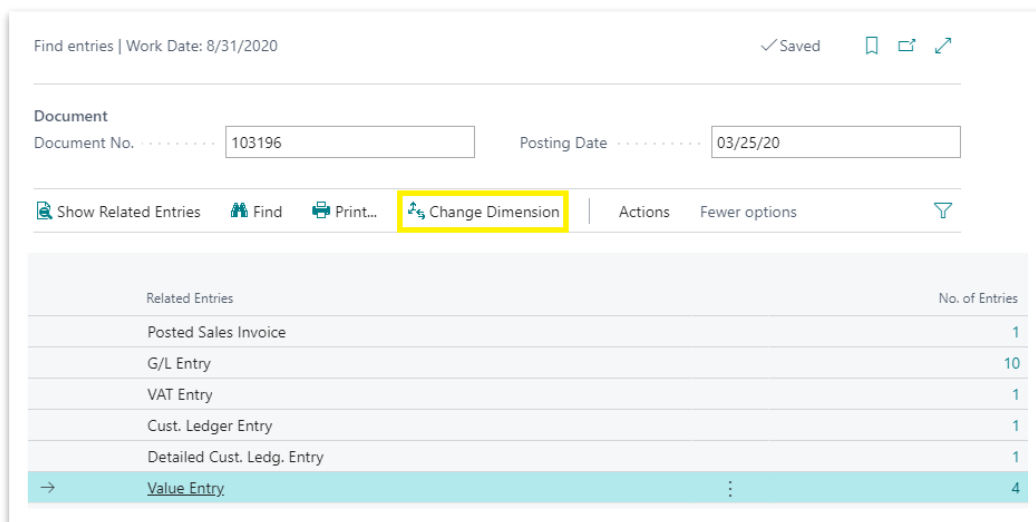 Find entries | Work Date: 8/31/2020 Saved
Document
Document No. 103196 Posting Date 03/25/20
Show Related Entries Find Print... Change Dimension Actions Fewer options
Related Entries No. of Entries
Posted Sales Invoice 1
G/L Entry 10
VAT Entry 1
Cust. Ledger Entry 1
Detailed Cust. Ledg. Entry 1
Value Entry 4